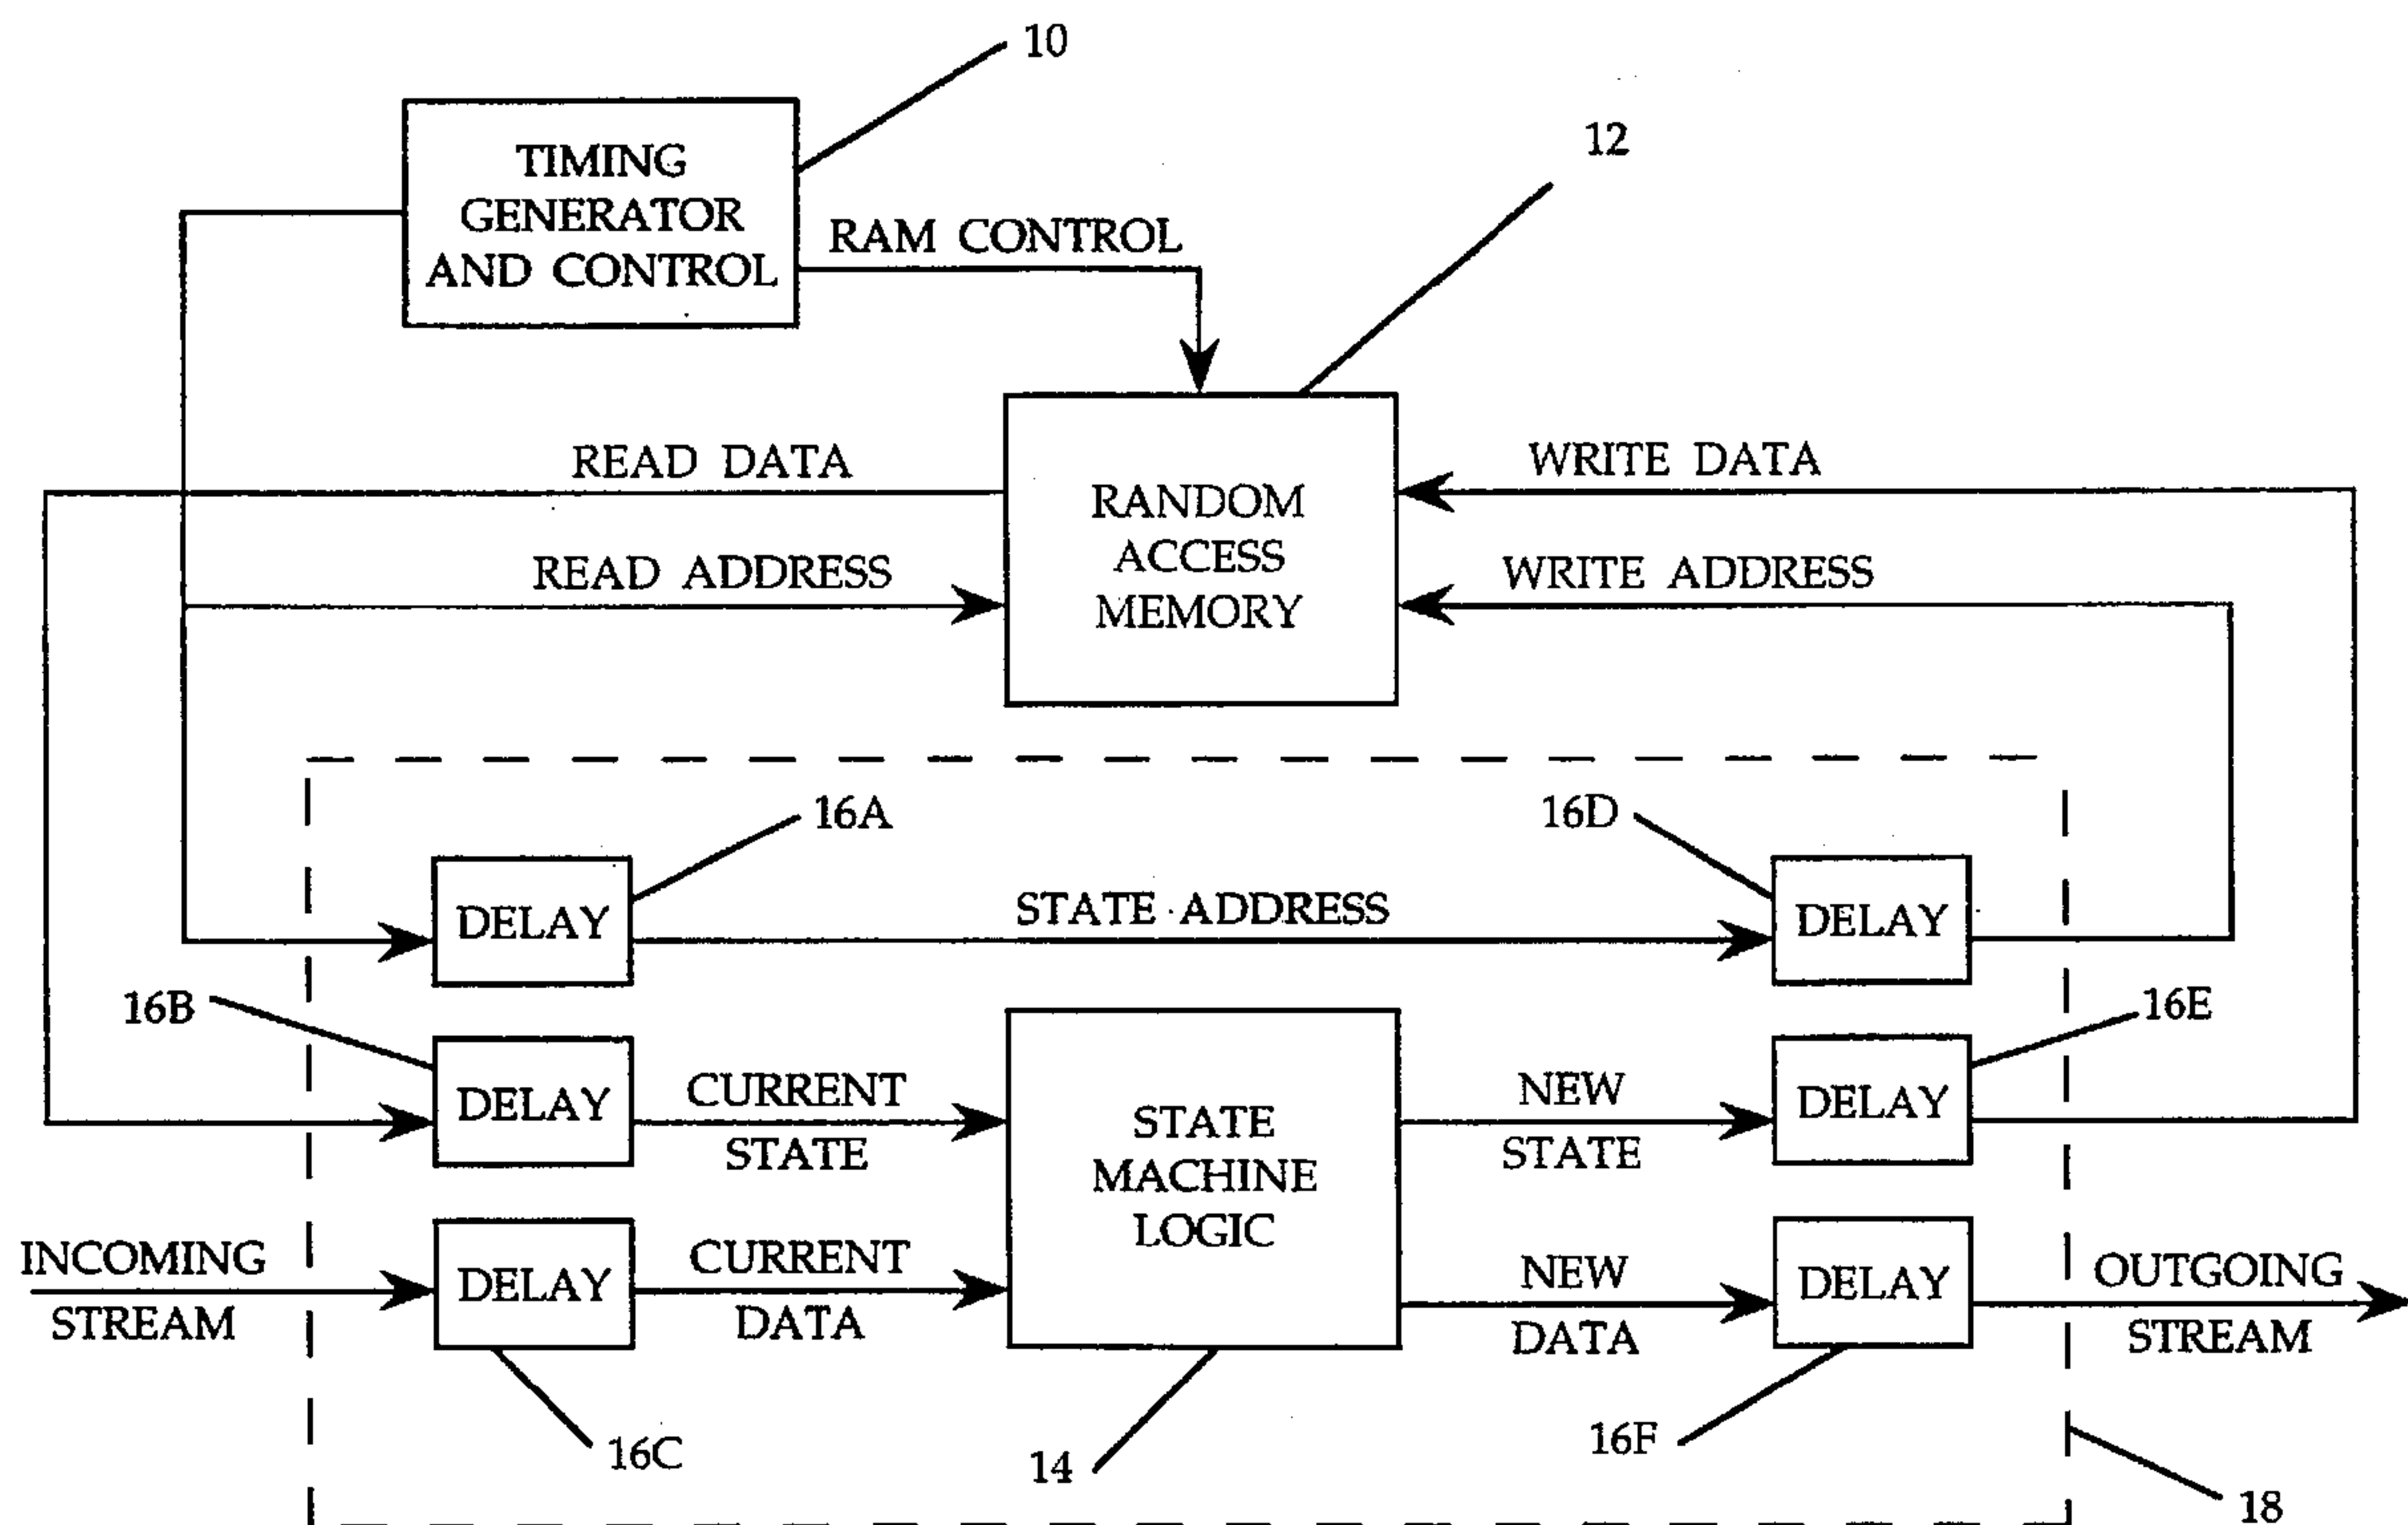 10
TIMING
GENERATOR
AND CONTROL
RAM CONTROL
12
READ DATA
WRITE DATA
RANDOM
ACCESS
MEMORY
READ ADDRESS
WRITE ADDRESS
16A
16D
DELAY
STATE ADDRESS
DELAY
16B
16E
DELAY
CURRENT
STATE
STATE
MACHINE
LOGIC
NEW
STATE
DELAY
INCOMING
STREAM
DELAY
CURRENT
DATA
NEW
DATA
DELAY
OUTGOING
STREAM
16C
14
16F
18